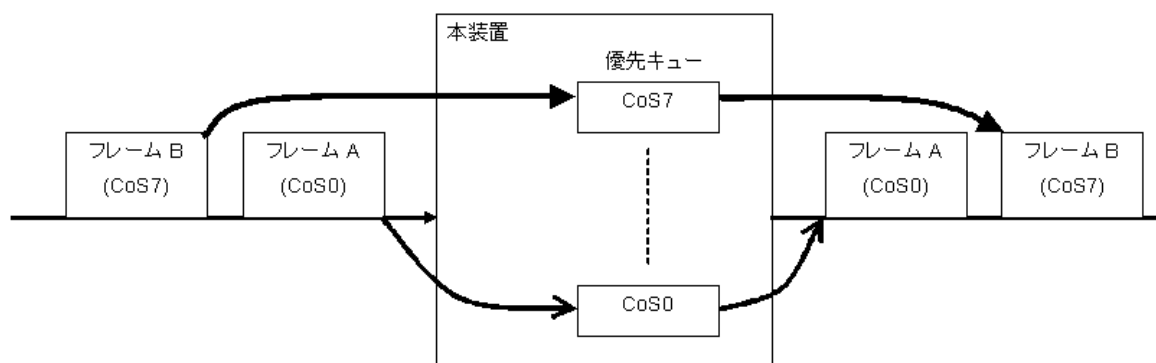 本装置
優先キュー
CoS7
フレーム B
(CoS7)
フレーム A
(CoS0)
フレーム A
(CoS0)
フレーム B
(CoS7)
CoS0